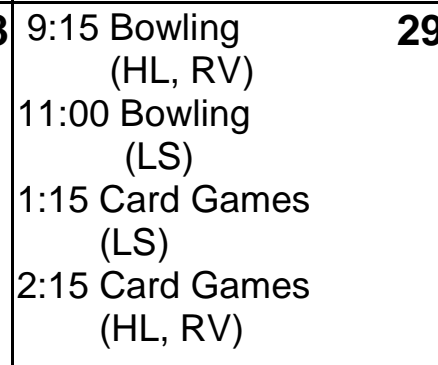 9:15 Bowling 29
(HL, RV)
11:00 Bowling
(LS)
1:15 Card Games
(LS)
2:15 Card Games
(HL, RV)